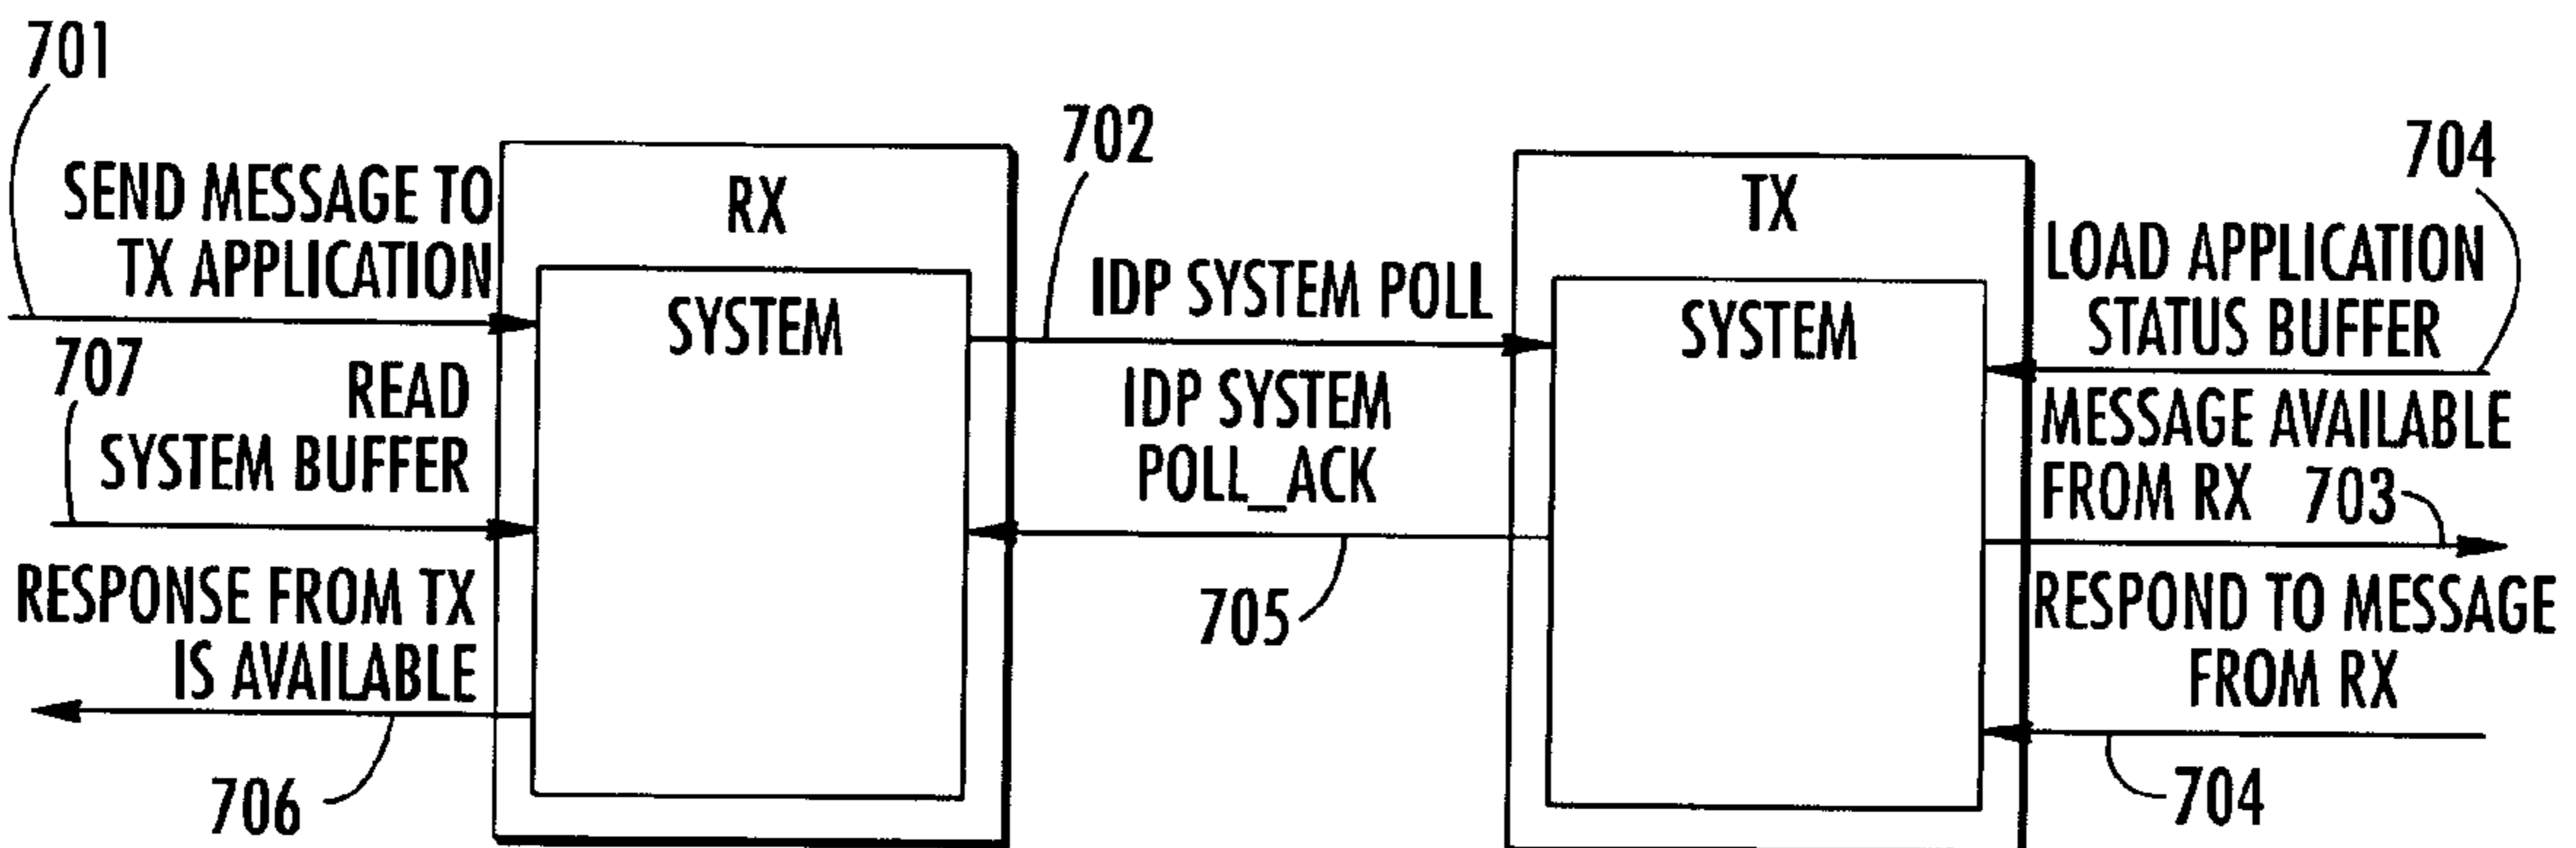 701
SEND MESSAGE TO
TX APPLICATION
707
READ
SYSTEM BUFFER
RESPONSE FROM TX
IS AVAILABLE
706
RX
SYSTEM
702
IDP SYSTEM POLL
IDP SYSTEM
POLL_ACK
705
TX
SYSTEM
704
LOAD APPLICATION
STATUS BUFFER
MESSAGE AVAILABLE
FROM RX 703
RESPOND TO MESSAGE
FROM RX
704